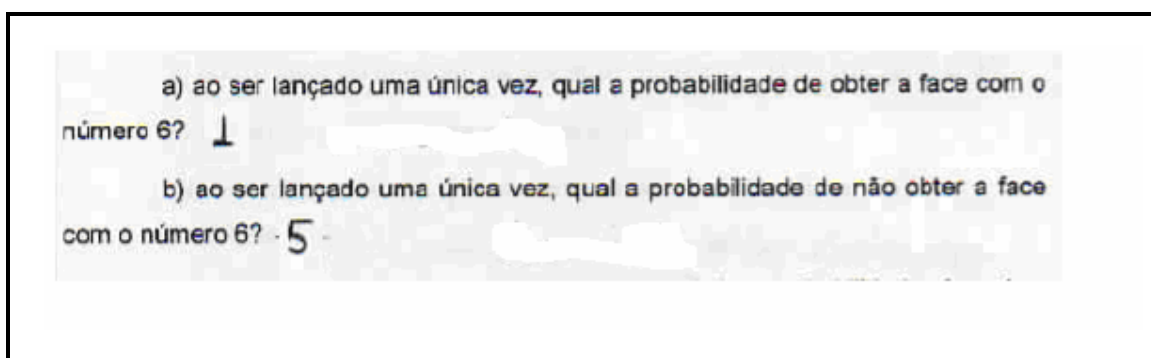 a) ao ser lançado uma única vez, qual a probabilidade de obter a face com o
número 6? 1
b) ao ser lançado uma única vez, qual a probabilidade de não obter a face
com o número 6? 5